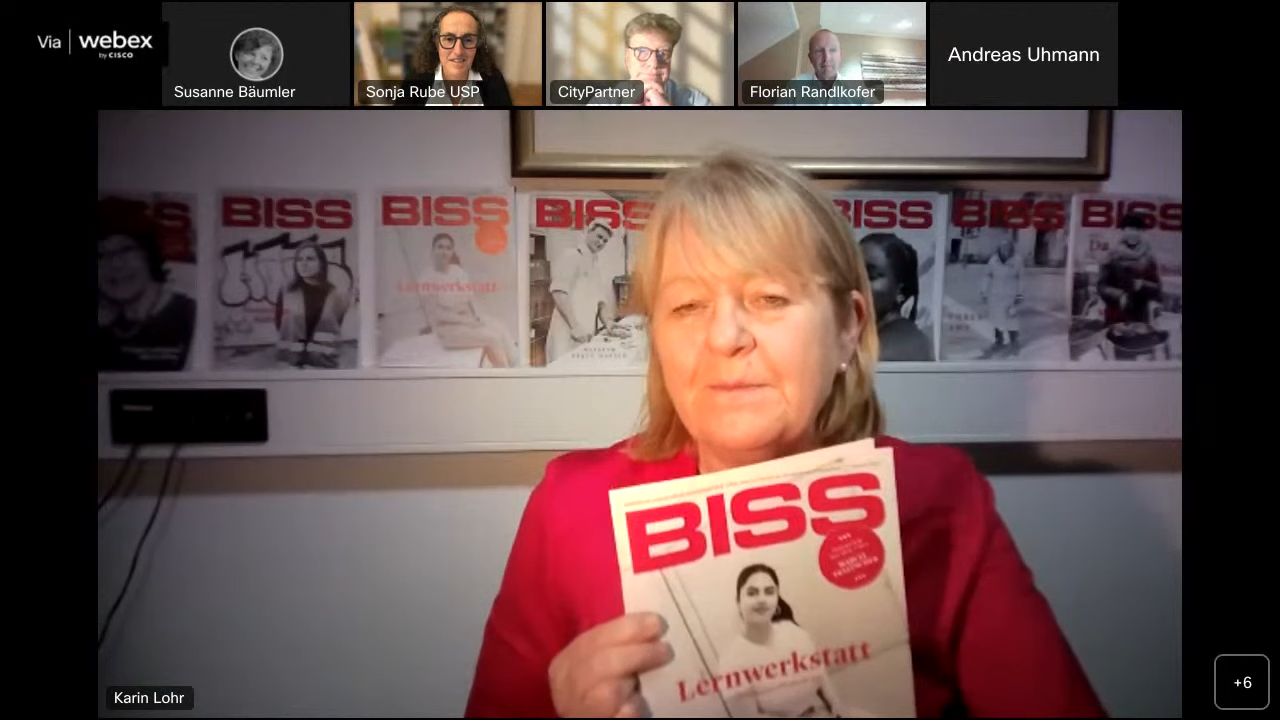 Via | webex
by CISCO
Susanne Bäumler
Sonja Rube USP
CityPartner
Florian Randlkofer
Andreas Uhmann
BISS
BISS
Lernwerkstatt
BISS
BISS
BISS
BISS
Da
BISS
Lernwerkstatt
Karin Lohr
+6